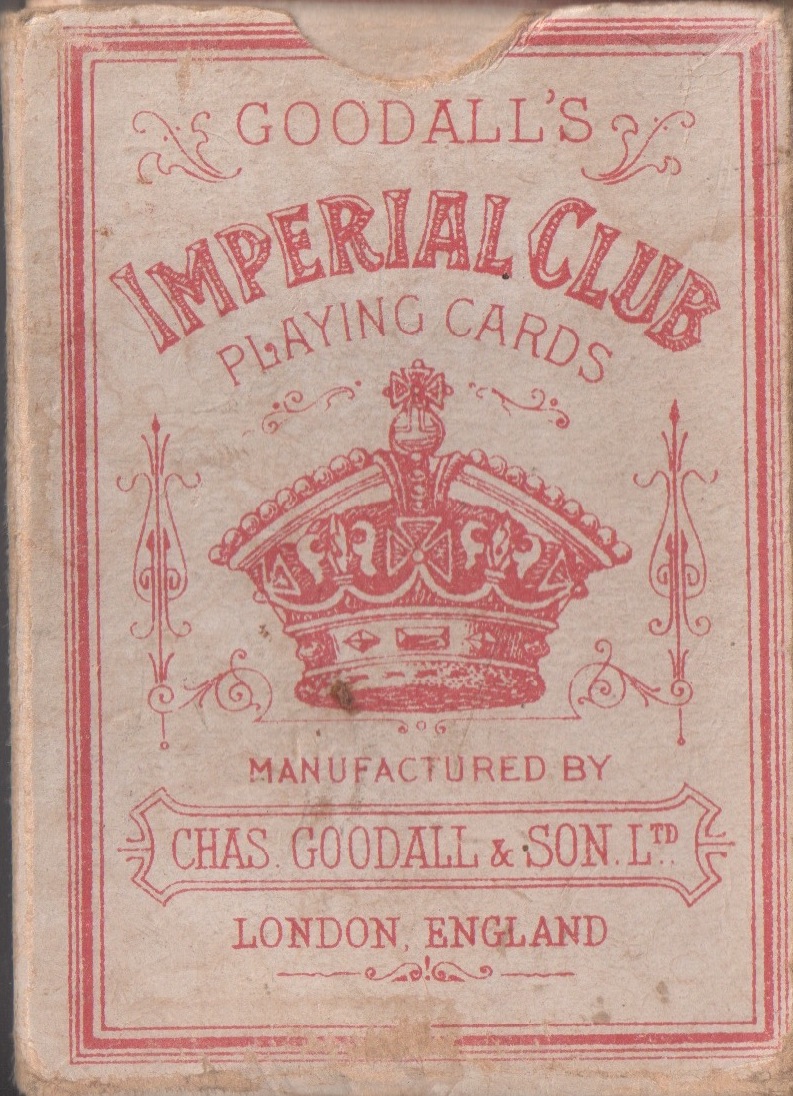 GOODALL'S
IMPERIAL CLUB
PLAYING CARDS
MANUFACTURED BY
CHAS. GOODALL & SON. LTD.
LONDON, ENGLAND